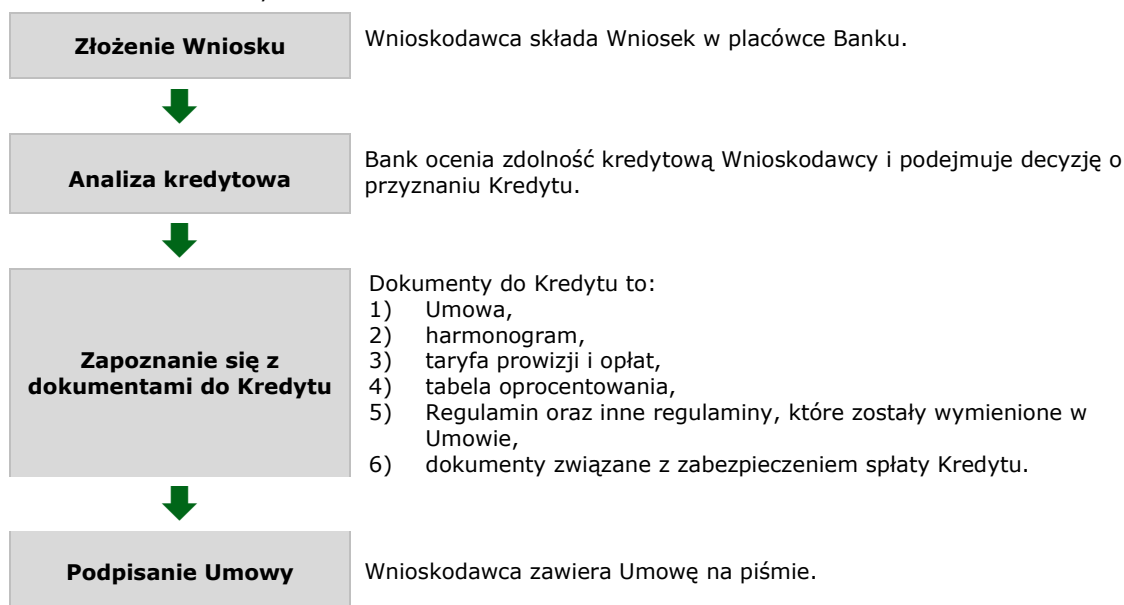 Złożenie Wniosku
Wnioskodawca składa Wniosek w placówce Banku.
Analiza kredytowa
Bank ocenia zdolność kredytową Wnioskodawcy i podejmuje decyzję o
przyznaniu Kredytu.
Zapoznanie się z
dokumentami do Kredytu
Dokumenty do Kredytu to:
1) Umowa,
2) harmonogram,
3) taryfa prowizji i opłat,
4) tabela oprocentowania,
5) Regulamin oraz inne regulaminy, które zostały wymienione w
Umowie,
6) dokumenty związane z zabezpieczeniem spłaty Kredytu.
Podpisanie Umowy
Wnioskodawca zawiera Umowę na piśmie.